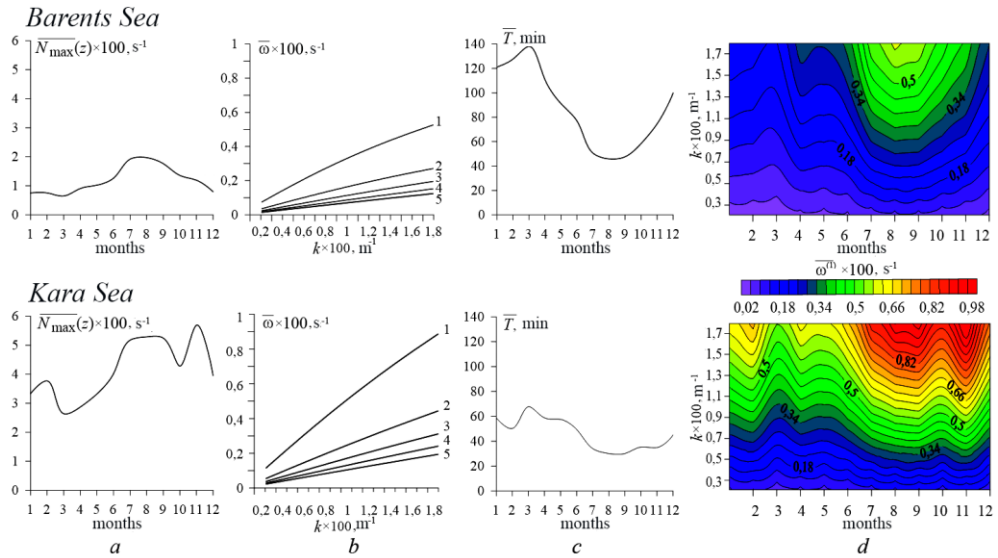 Barents Sea
N̅max(z)×100, s-1
6
5
4
3
2
1
0
1 2 3 4 5 6 7 8 9 10 11 12
months
ω̅×100, s-1
1
0,8
0,6
0,4
0,2
0
1
2
3
4
5
0,2 0,4 0,6 0,8 1 1,2 1,4 1,6 1,8
k×100, m-1
T̅, min
140
120
100
80
60
40
20
0
1 2 3 4 5 6 7 8 9 10 11 12
months
k×100, m-1
1,7
1,5
1,3
1,1
0,9
0,7
0,5
0,3
0,5
0,34
0,34
0,18
0,18
1 2 3 4 5 6 7 8 9 10 11 12
months
ω̅(1) ×100, s-1
0,02 0,18 0,34 0,5 0,66 0,82 0,98
Kara Sea
N̅max(z)×100, s-1
6
5
4
3
2
1
0
1 2 3 4 5 6 7 8 9 10 11 12
months
ω̅×100, s-1
1
0,8
0,6
0,4
0,2
0
1
2
3
4
5
0,2 0,4 0,6 0,8 1 1,2 1,4 1,6 1,8
k×100, m-1
T̅, min
140
120
100
80
60
40
20
0
1 2 3 4 5 6 7 8 9 10 11 12
months
k×100, m-1
1,7
1,5
1,3
1,1
0,9
0,7
0,5
0,3
0,5
0,82
0,66
0,5
0,5
0,34
0,34
0,18
1 2 3 4 5 6 7 8 9 10 11 12
months
a b c d